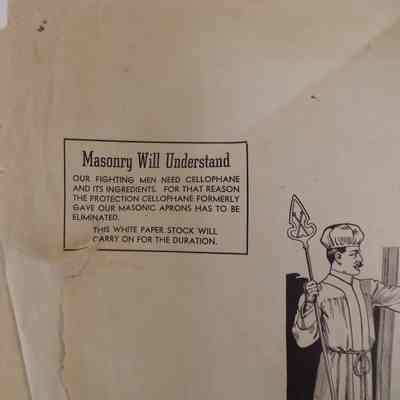 Masonry Will Understand
OUR FIGHTING MEN NEED CELLOPHANE
AND ITS INGREDIENTS. FOR THAT REASON
THE PROTECTION CELLOPHANE FORMERLY
GAVE OUR MASONIC APRONS HAS TO BE
ELIMINATED.
THIS WHITE PAPER STOCK WILL
CARRY ON FOR THE DURATION.